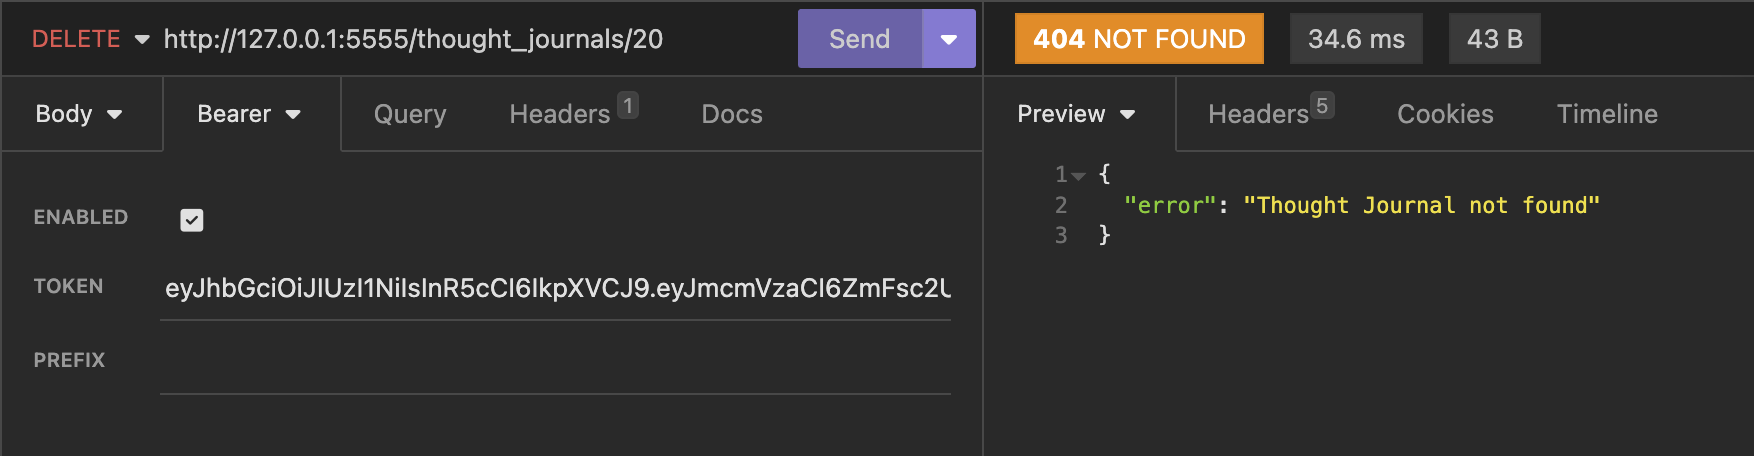 DELETE http://127.0.0.1:5555/thought_journals/20 Send
404 NOT FOUND 34.6 ms 43 B
Body Bearer Query Headers 1 Docs
Preview Headers 5 Cookies Timeline
ENABLED
TOKEN eyJhbGciOiJIUzI1NiIsInR5cCI6IkpXVCJ9.eyJmcmVzaCI6ZmFsc2U
PREFIX
1 {
2 "error": "Thought Journal not found"
3 }